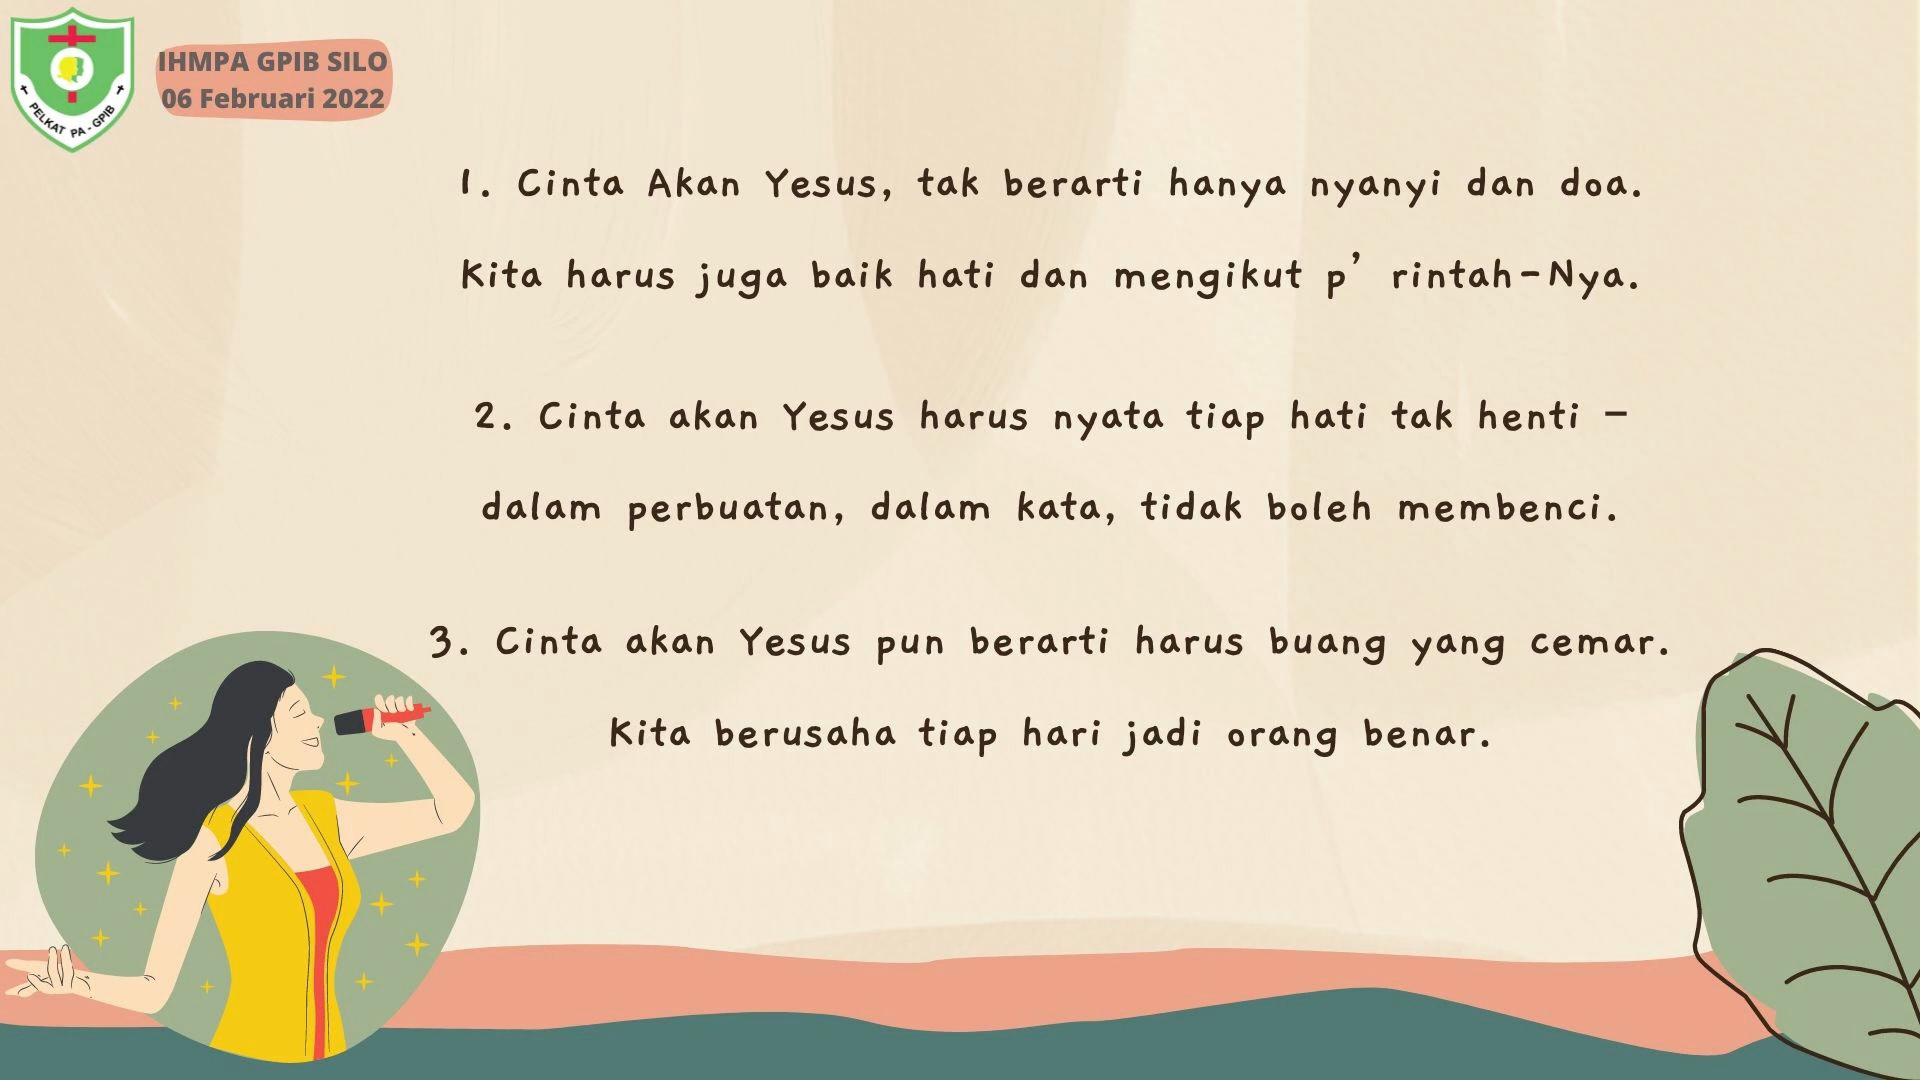 PELKAT PA - GPIB
IHMPA GPIB SILO
06 Februari 2022
1. Cinta Akan Yesus, tak berarti hanya nyanyi dan doa.
Kita harus juga baik hati dan mengikut p' rintah-Nya.
2. Cinta akan Yesus harus nyata tiap hati tak henti -
dalam perbuatan, dalam kata, tidak boleh membenci.
3. Cinta akan Yesus pun berarti harus buang yang cemar.
Kita berusaha tiap hari jadi orang benar.